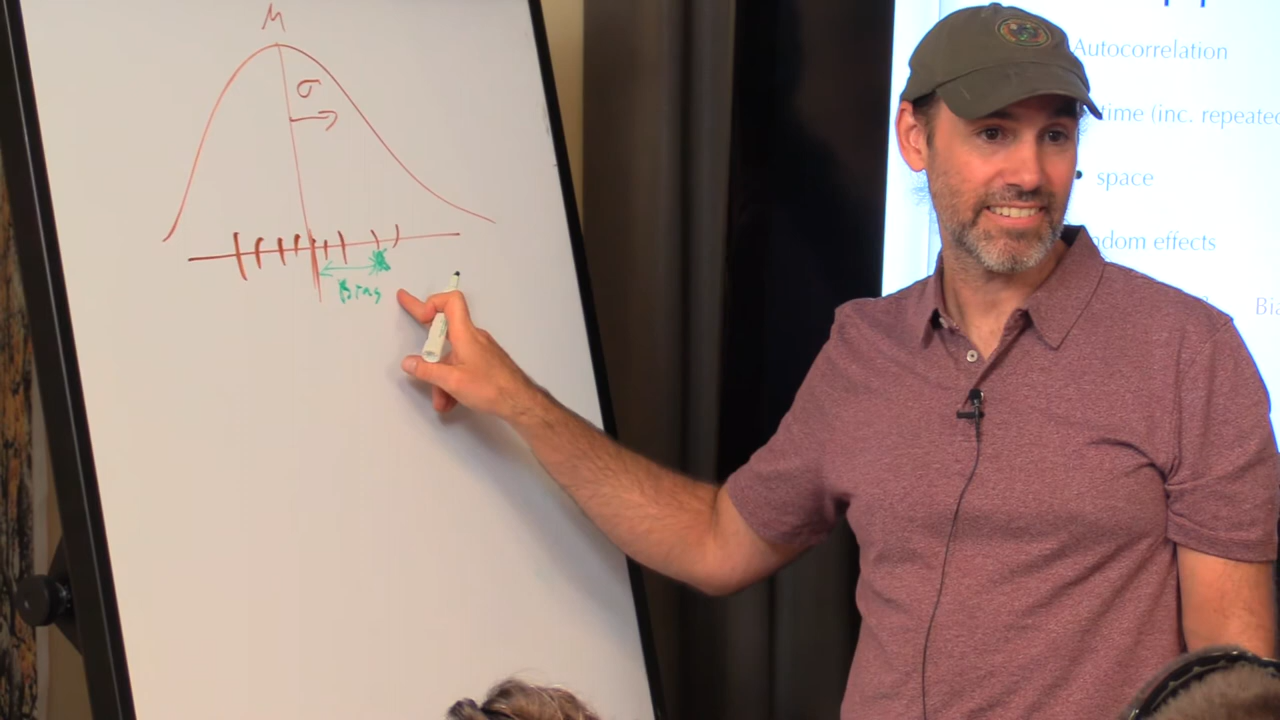 μ
σ
Bias
Autocorrelation
time (inc. repeated
• space
ndom effects
Bia